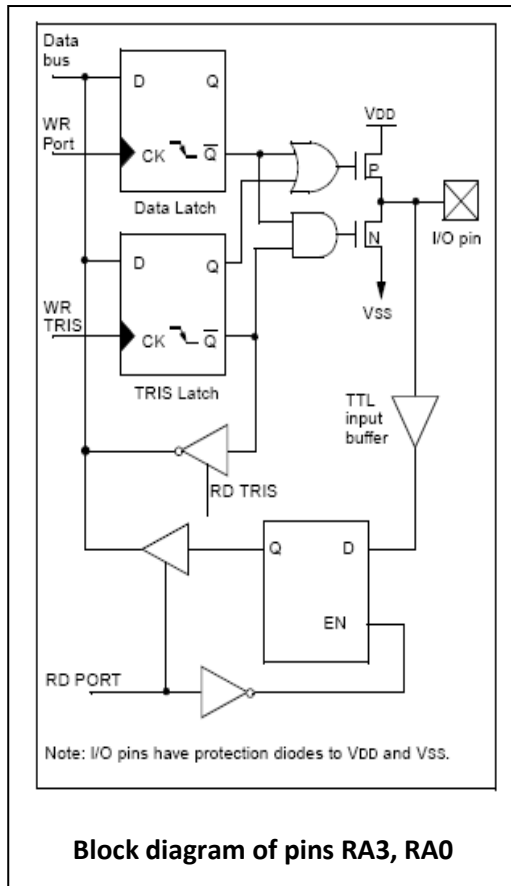 Data
bus
D Q
VDD
WR
Port
CK Q
P
Data Latch
I/O pin
N
D Q
WR
TRIS
VSS
CK Q
TRIS Latch
TTL
input
buffer
RD TRIS
Q D
EN
RD PORT
Note: I/O pins have protection diodes to VDD and VSS.
Block diagram of pins RA3, RA0